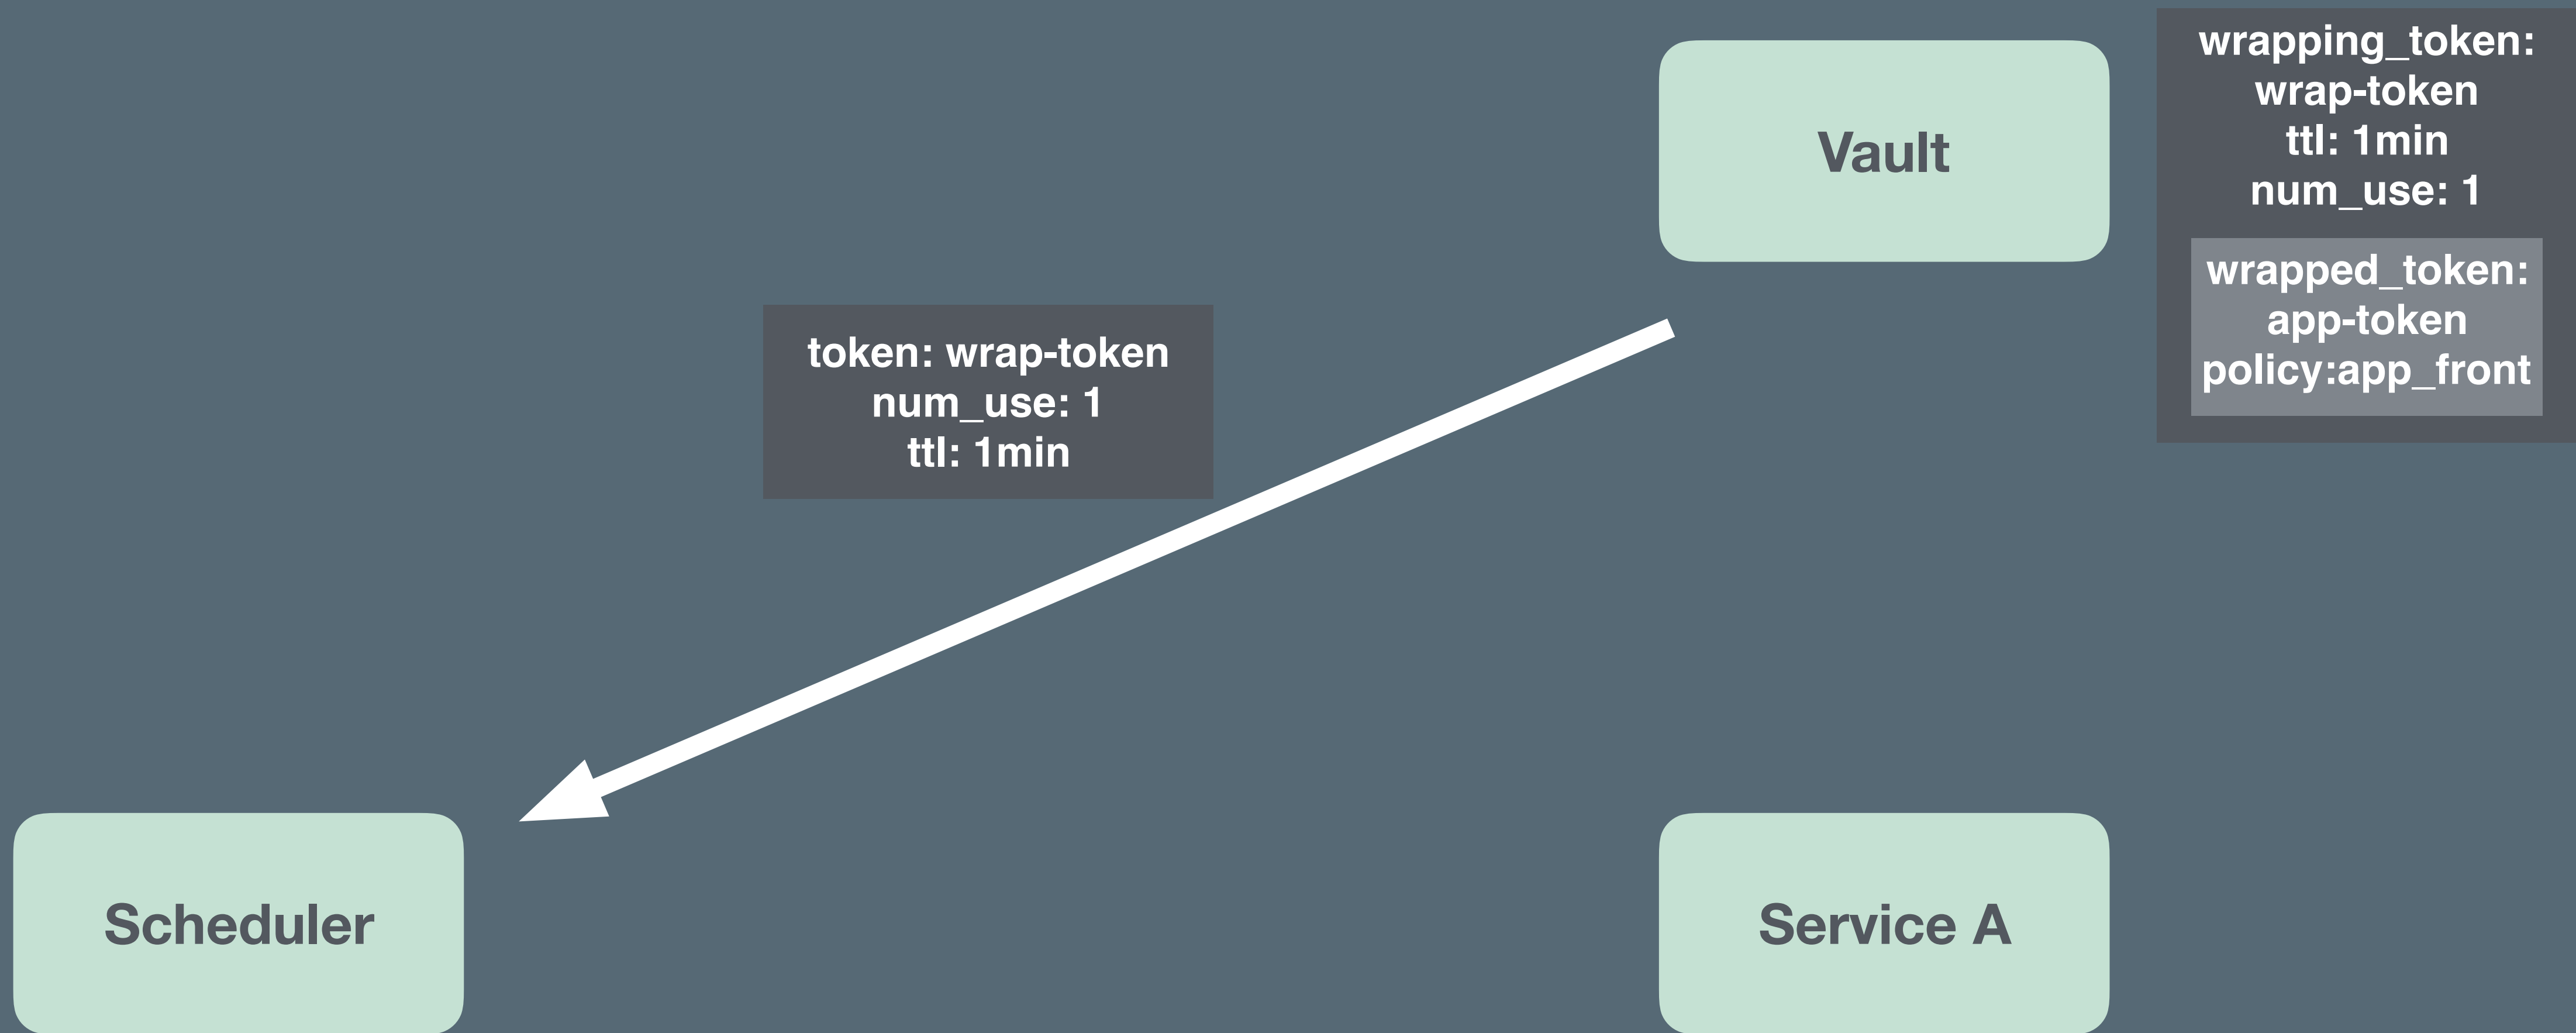 Vault
wrapping_token:
wrap-token
ttl: 1min
num_use: 1
wrapped_token:
app-token
policy:app_front
token: wrap-token
num_use: 1
ttl: 1min
Scheduler
Service A